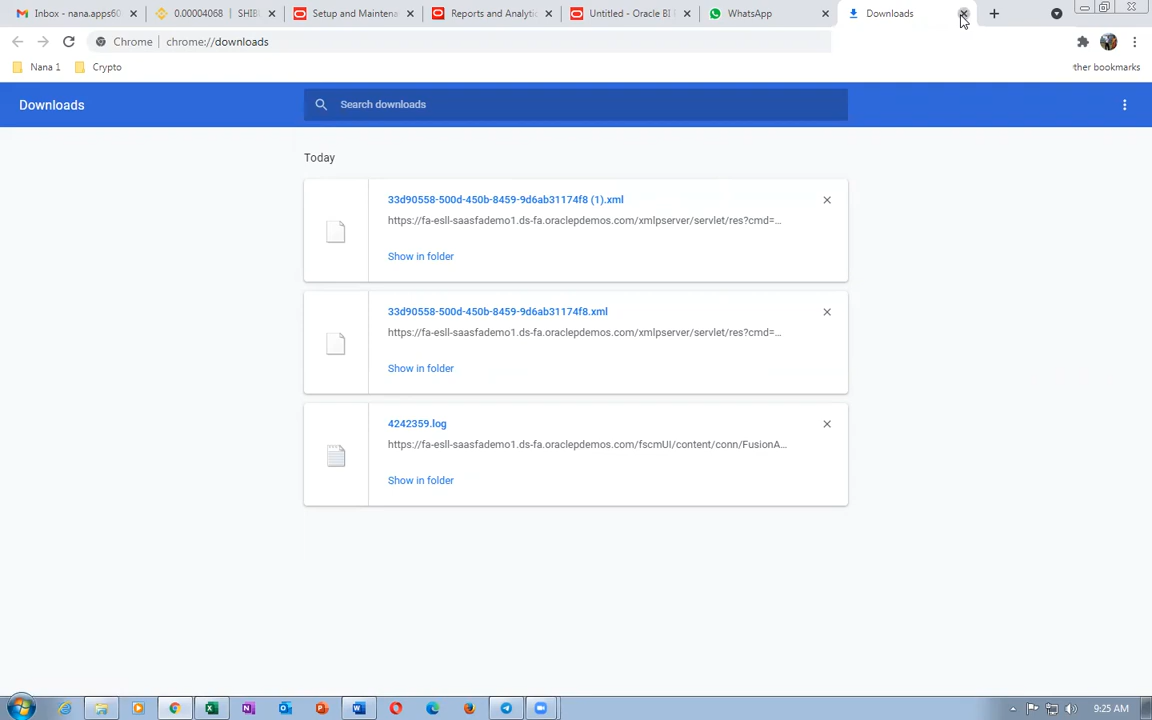 Inbox - nana.apps60
0.00004068 | SHIB
Setup and Maintena
Reports and Analytic
Untitled - Oracle BI
WhatsApp
Downloads
Chrome | chrome://downloads
Nana 1
Crypto
ther bookmarks
Downloads
Search downloads
Today
33d90558-500d-450b-8459-9d6ab31174f8 (1).xml
https://fa-esll-saasfademo1.ds-fa.oraclepdemos.com/xmlpserver/servlet/res?cmd=...
Show in folder
33d90558-500d-450b-8459-9d6ab31174f8.xml
https://fa-esll-saasfademo1.ds-fa.oraclepdemos.com/xmlpserver/servlet/res?cmd=...
Show in folder
4242359.log
https://fa-esll-saasfademo1.ds-fa.oraclepdemos.com/fscmUI/content/conn/FusionA...
Show in folder
9:25 AM